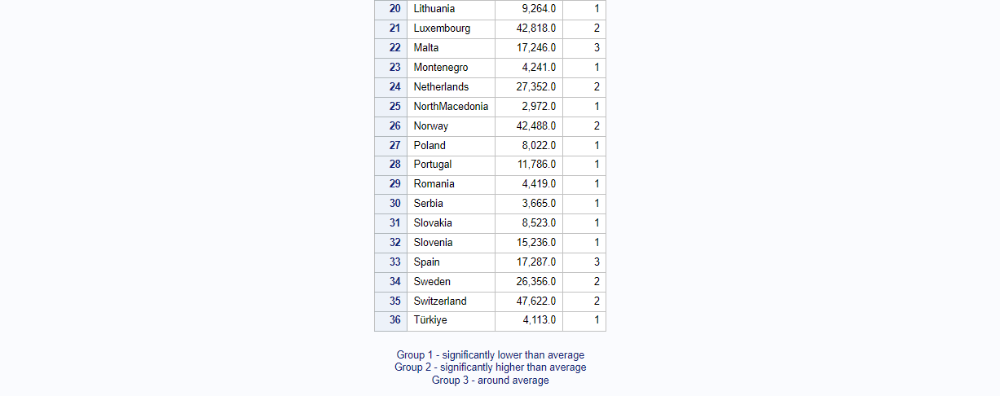 20 Lithuania 9,264.0 1
21 Luxembourg 42,818.0 2
22 Malta 17,246.0 3
23 Montenegro 4,241.0 1
24 Netherlands 27,352.0 2
25 NorthMacedonia 2,972.0 1
26 Norway 42,488.0 2
27 Poland 8,022.0 1
28 Portugal 11,786.0 1
29 Romania 4,419.0 1
30 Serbia 3,665.0 1
31 Slovakia 8,523.0 1
32 Slovenia 15,236.0 1
33 Spain 17,287.0 3
34 Sweden 26,356.0 2
35 Switzerland 47,622.0 2
36 Türkiye 4,113.0 1
Group 1 - significantly lower than average
Group 2 - significantly higher than average
Group 3 - around average